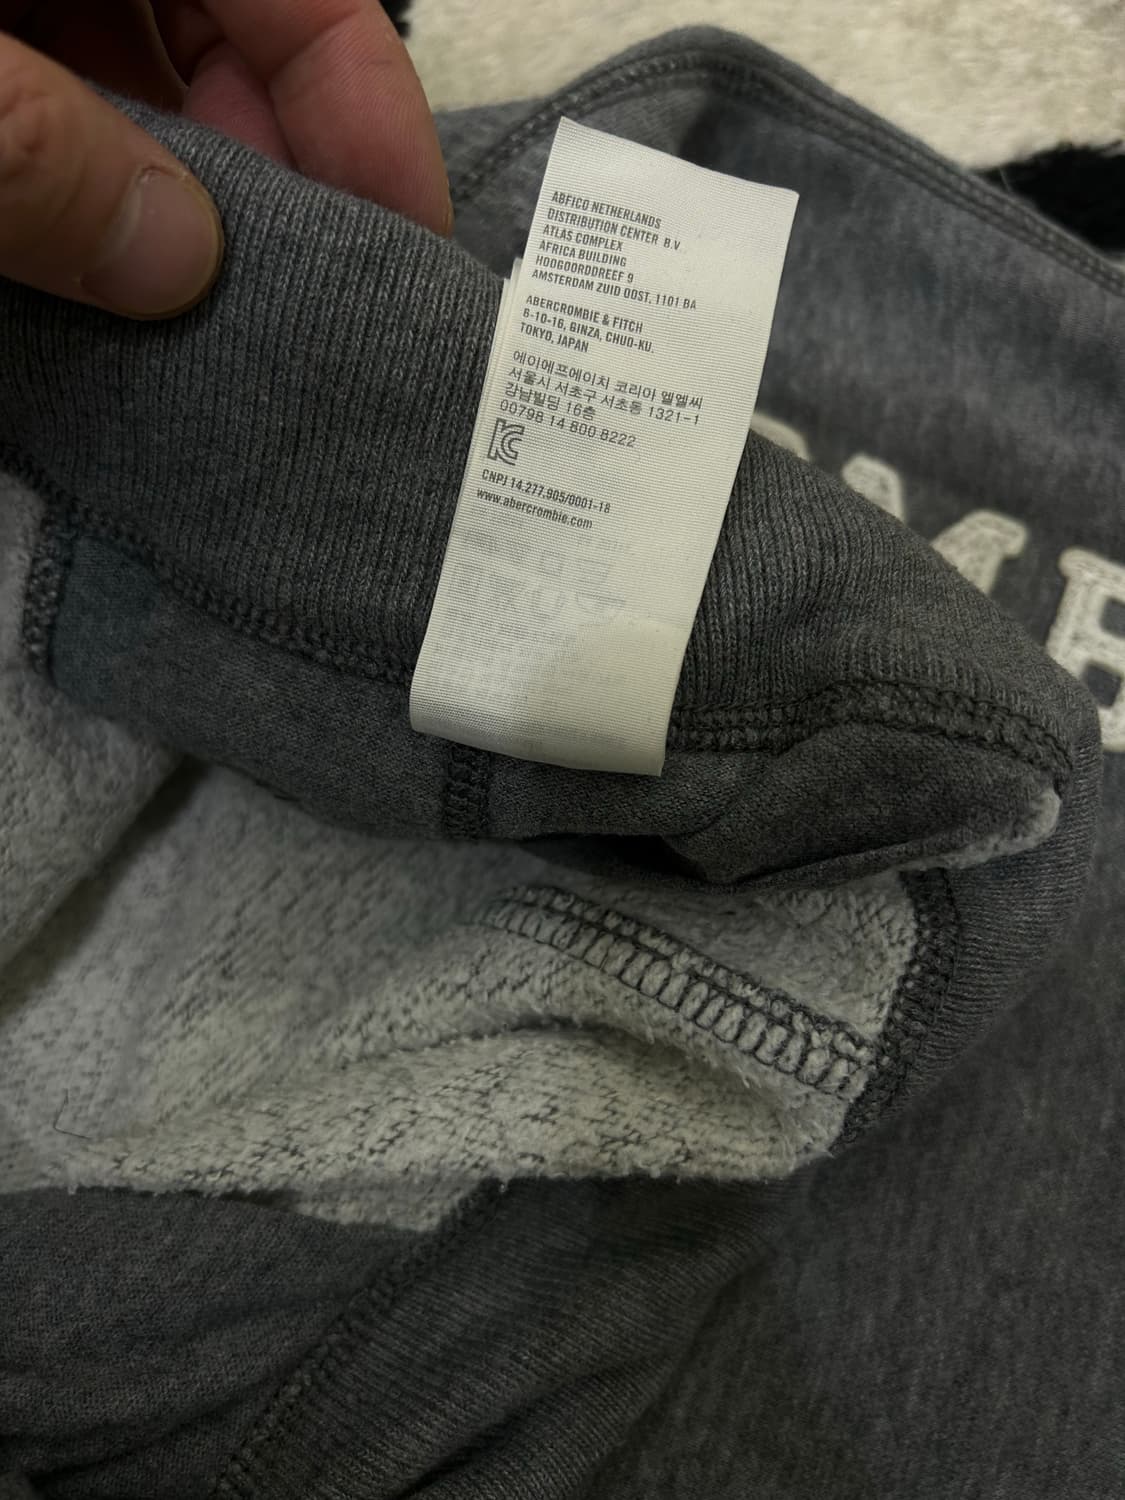 ABFICO NETHERLANDS
DISTRIBUTION CENTER B.V
ATLAS COMPLEX
AFRICA BUILDING
HOOGOORDDREEF 9
AMSTERDAM ZUID OOST, 1101 BA
ABERCROMBIE & FITCH
8-10-16, GINZA, CHUO-KU.
TOKYO, JAPAN
에이에프에이치 코리아 엘엘씨
서울시 서초구 서초동 1321-1
강남빌딩 16층
00798 14 800 8222
CNPJ 14.277.905/0001-18
www.abercrombie.com